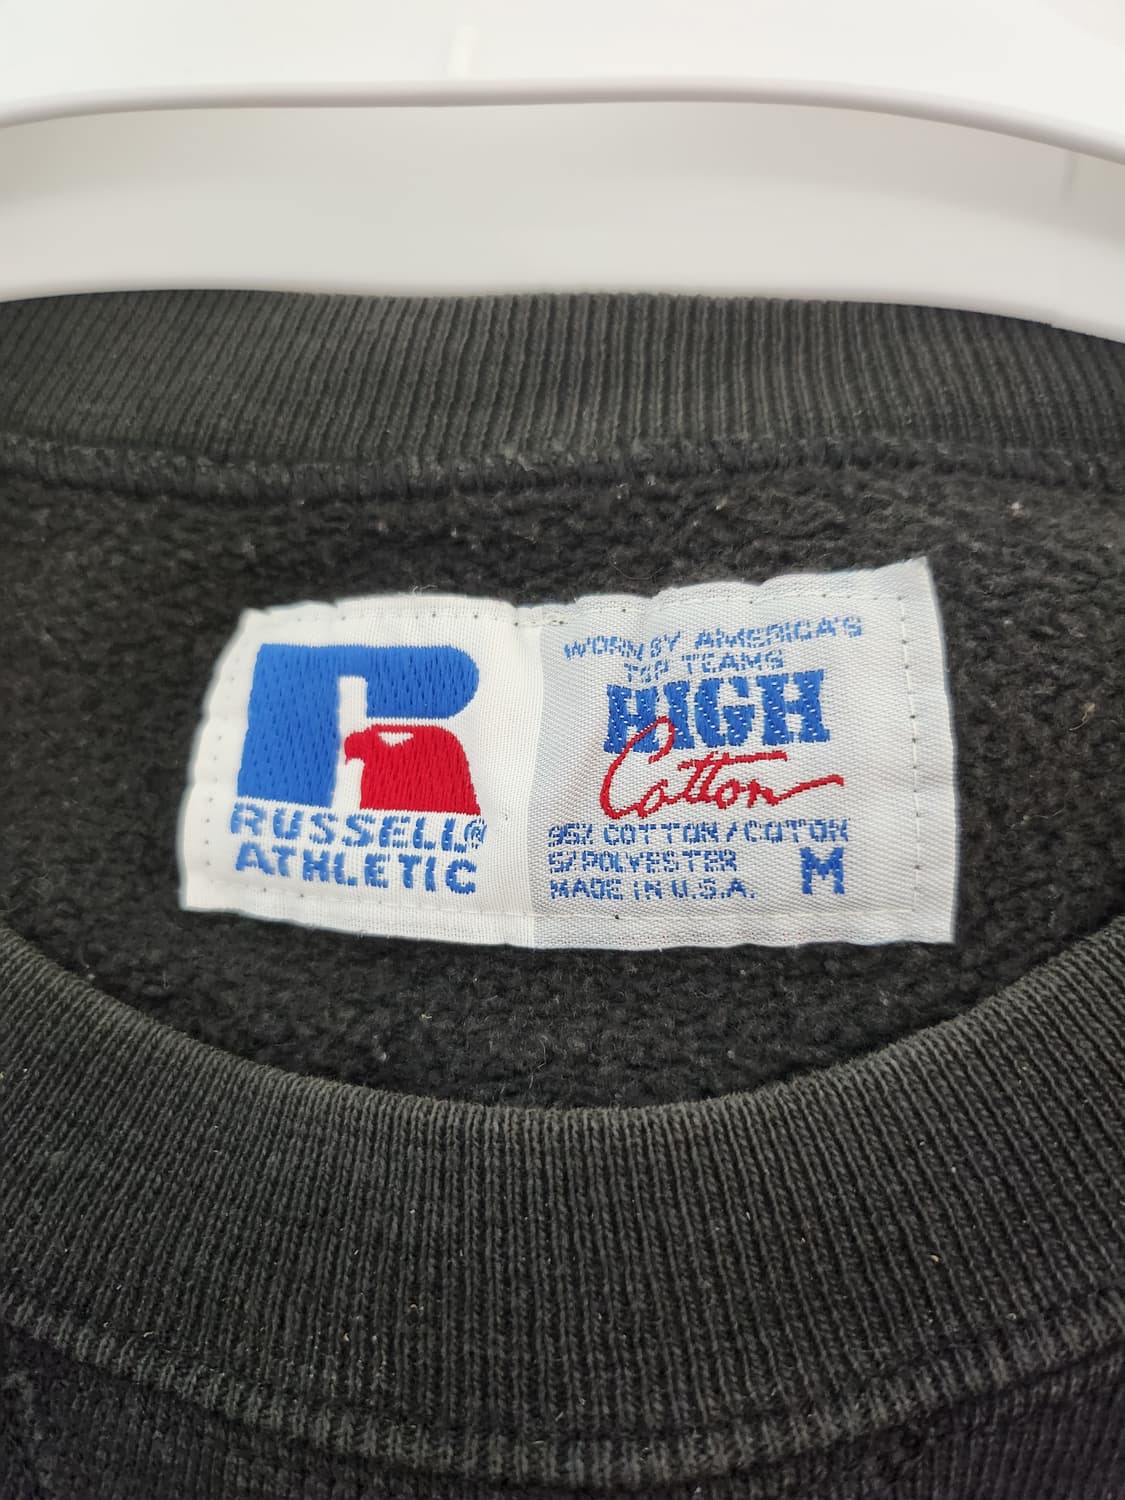 RUSSELL®
ATHLETIC
WORN BY AMERICA'S
TOP TEAMS
HIGH
Cotton
95% COTTON/COTON
5% POLYESTER
MADE IN U.S.A.
M